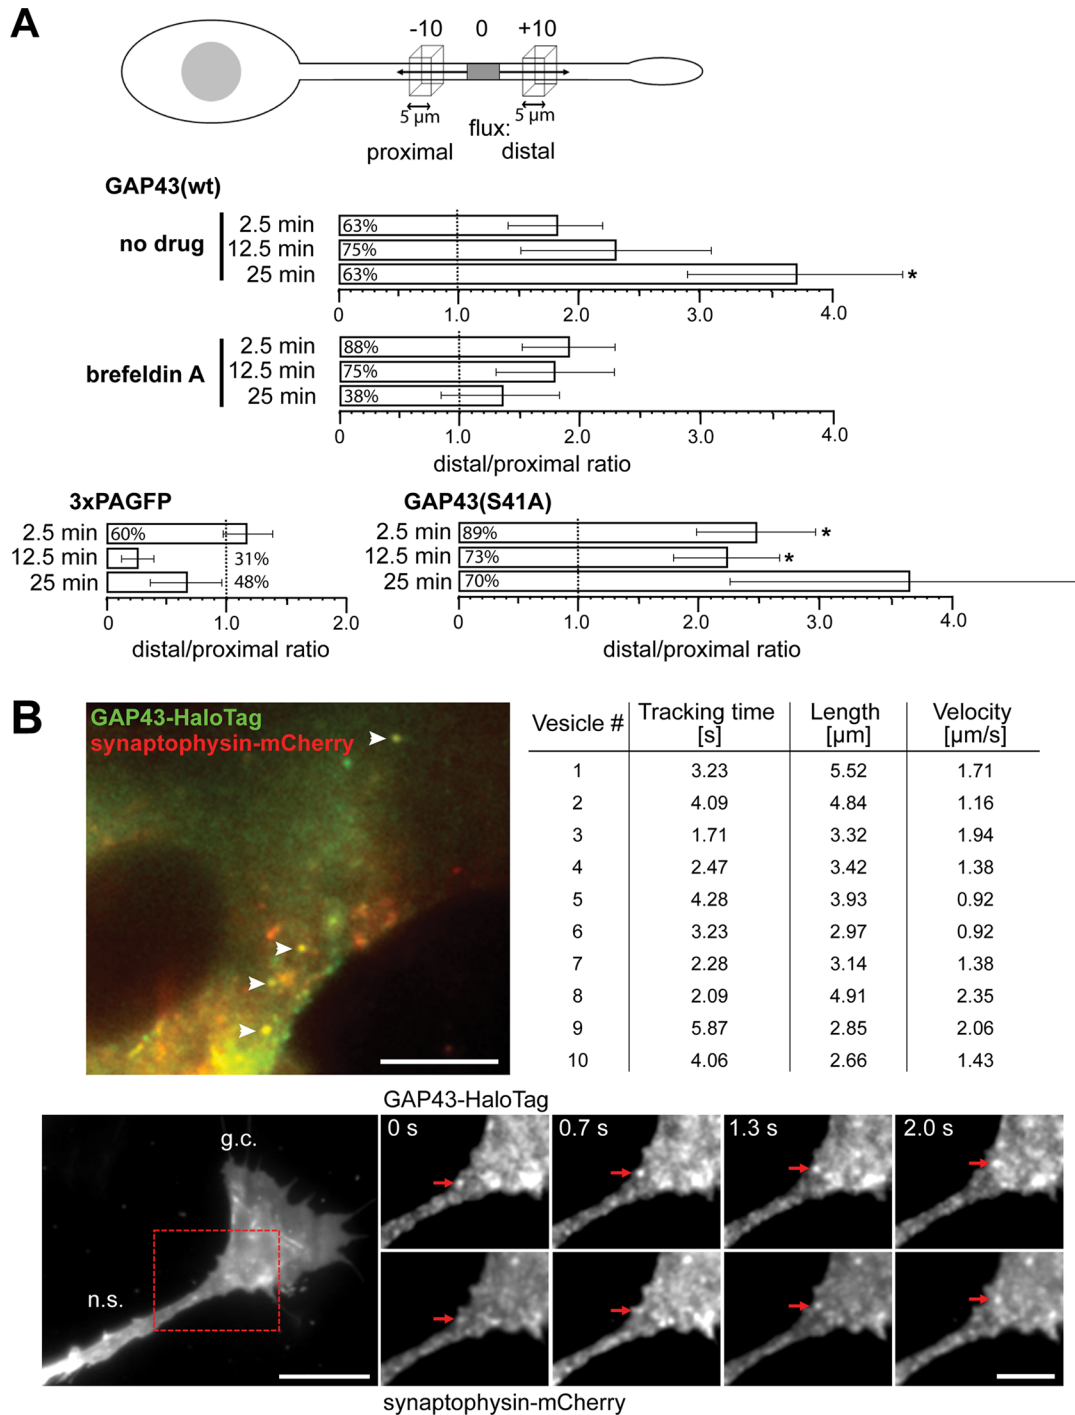 A
-10 0 +10
5 µm flux: 5 µm
proximal distal
GAP43(wt)
no drug
2.5 min 63%
12.5 min 75%
25 min 63% *
0 1.0 2.0 3.0 4.0
brefeldin A
2.5 min 88%
12.5 min 75%
25 min 38%
0 1.0 2.0 3.0 4.0
distal/proximal ratio
3xPAGFP
2.5 min 60%
12.5 min 31%
25 min 48%
0 1.0 2.0
distal/proximal ratio
GAP43(S41A)
2.5 min 89% *
12.5 min 73% *
25 min 70%
0 1.0 2.0 3.0 4.0
distal/proximal ratio
B
GAP43-HaloTag
synaptophysin-mCherry
Vesicle # Tracking time [s] Length [µm] Velocity [µm/s]
1 3.23 5.52 1.71
2 4.09 4.84 1.16
3 1.71 3.32 1.94
4 2.47 3.42 1.38
5 4.28 3.93 0.92
6 3.23 2.97 0.92
7 2.28 3.14 1.38
8 2.09 4.91 2.35
9 5.87 2.85 2.06
10 4.06 2.66 1.43
g.c.
n.s.
GAP43-HaloTag
0 s 0.7 s 1.3 s 2.0 s
synaptophysin-mCherry